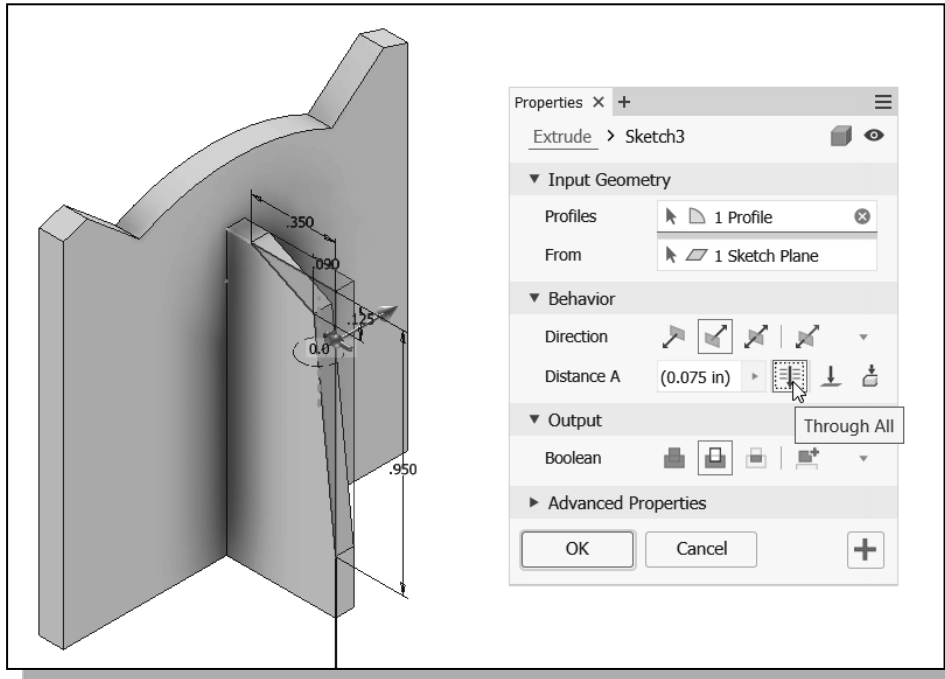 .350
.090
.125
0.0
.950
Properties × +
Extrude > Sketch3
Input Geometry
Profiles 1 Profile
From 1 Sketch Plane
Behavior
Direction
Distance A (0.075 in)
Through All
Output
Boolean
Advanced Properties
OK Cancel +